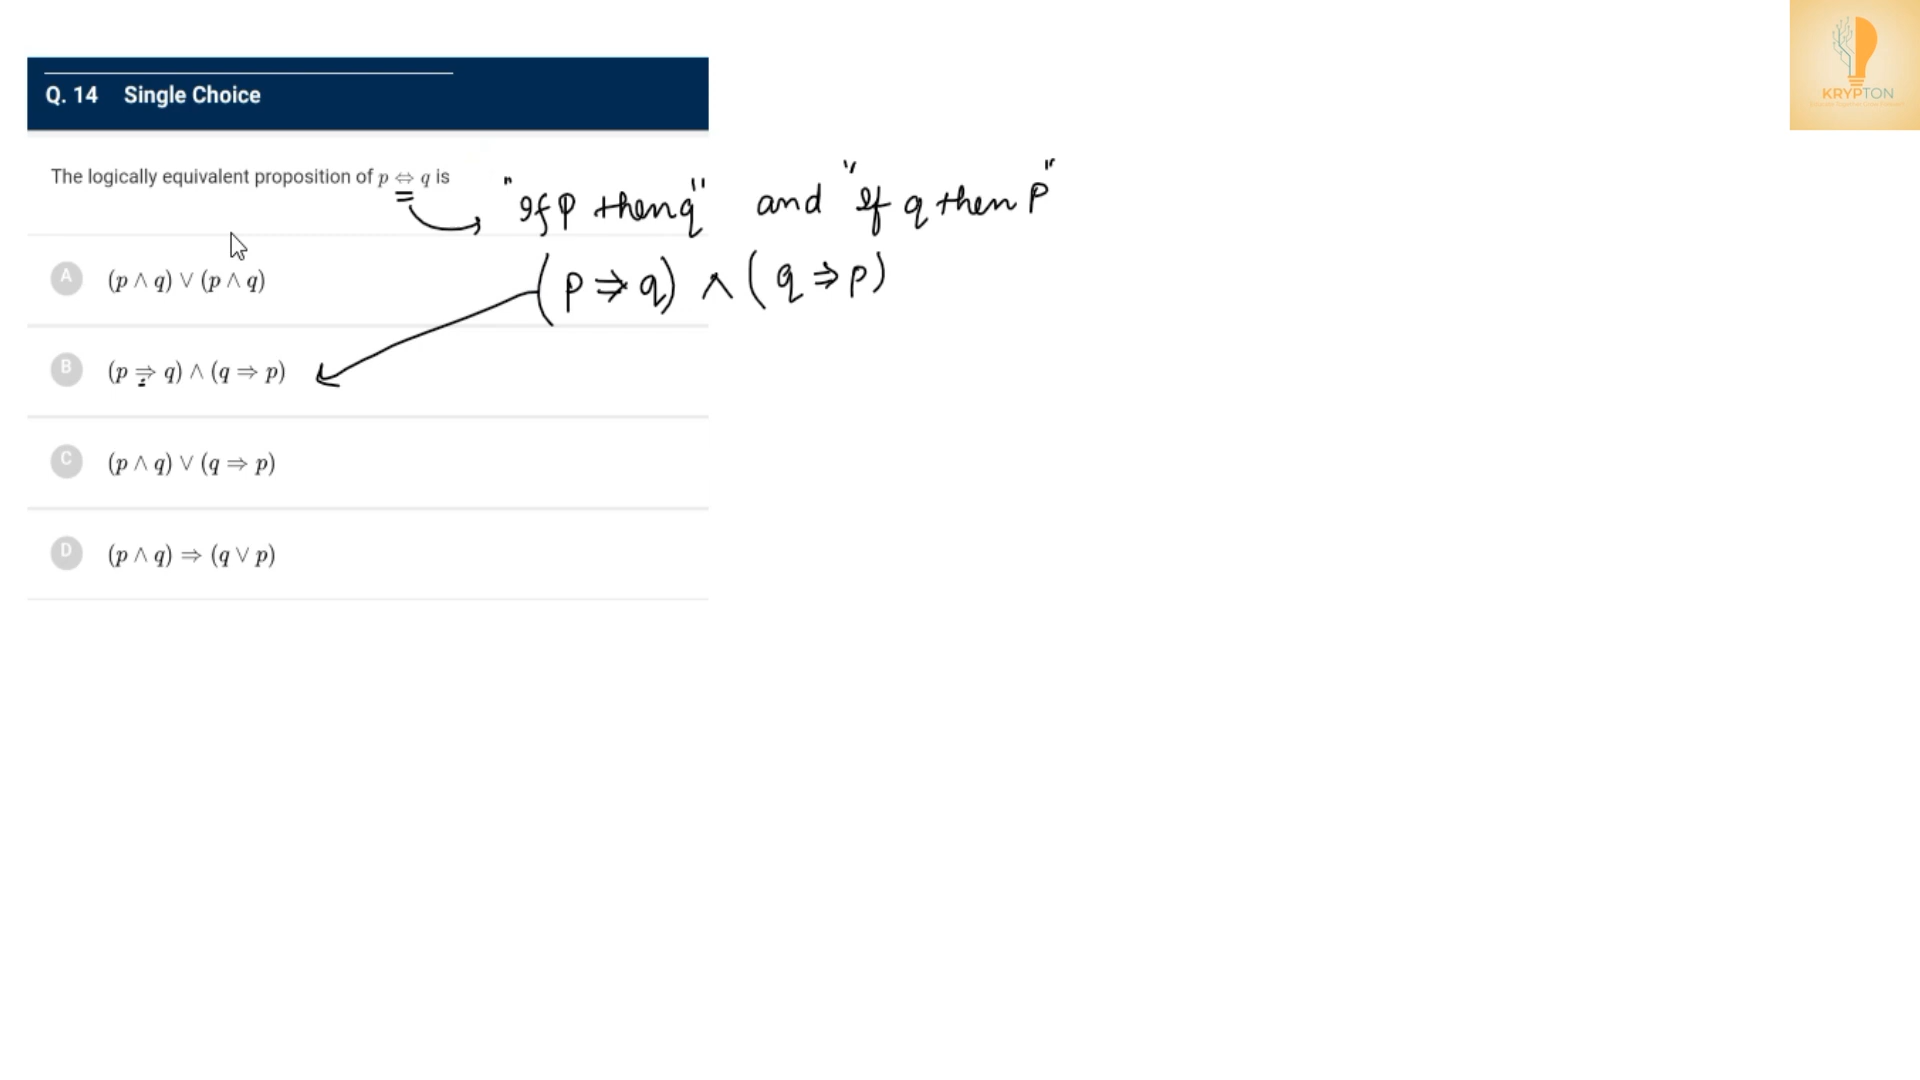 KRYPTON
Q. 14 Single Choice
The logically equivalent proposition of p ⇔ q is
"If P then q" and "If q then P"
(p ⇒ q) ∧ (q ⇒ p)
A (p ∧ q) ∨ (p ∧ q)
B (p ⇒ q) ∧ (q ⇒ p)
C (p ∧ q) ∨ (q ⇒ p)
D (p ∧ q) ⇒ (q ∨ p)